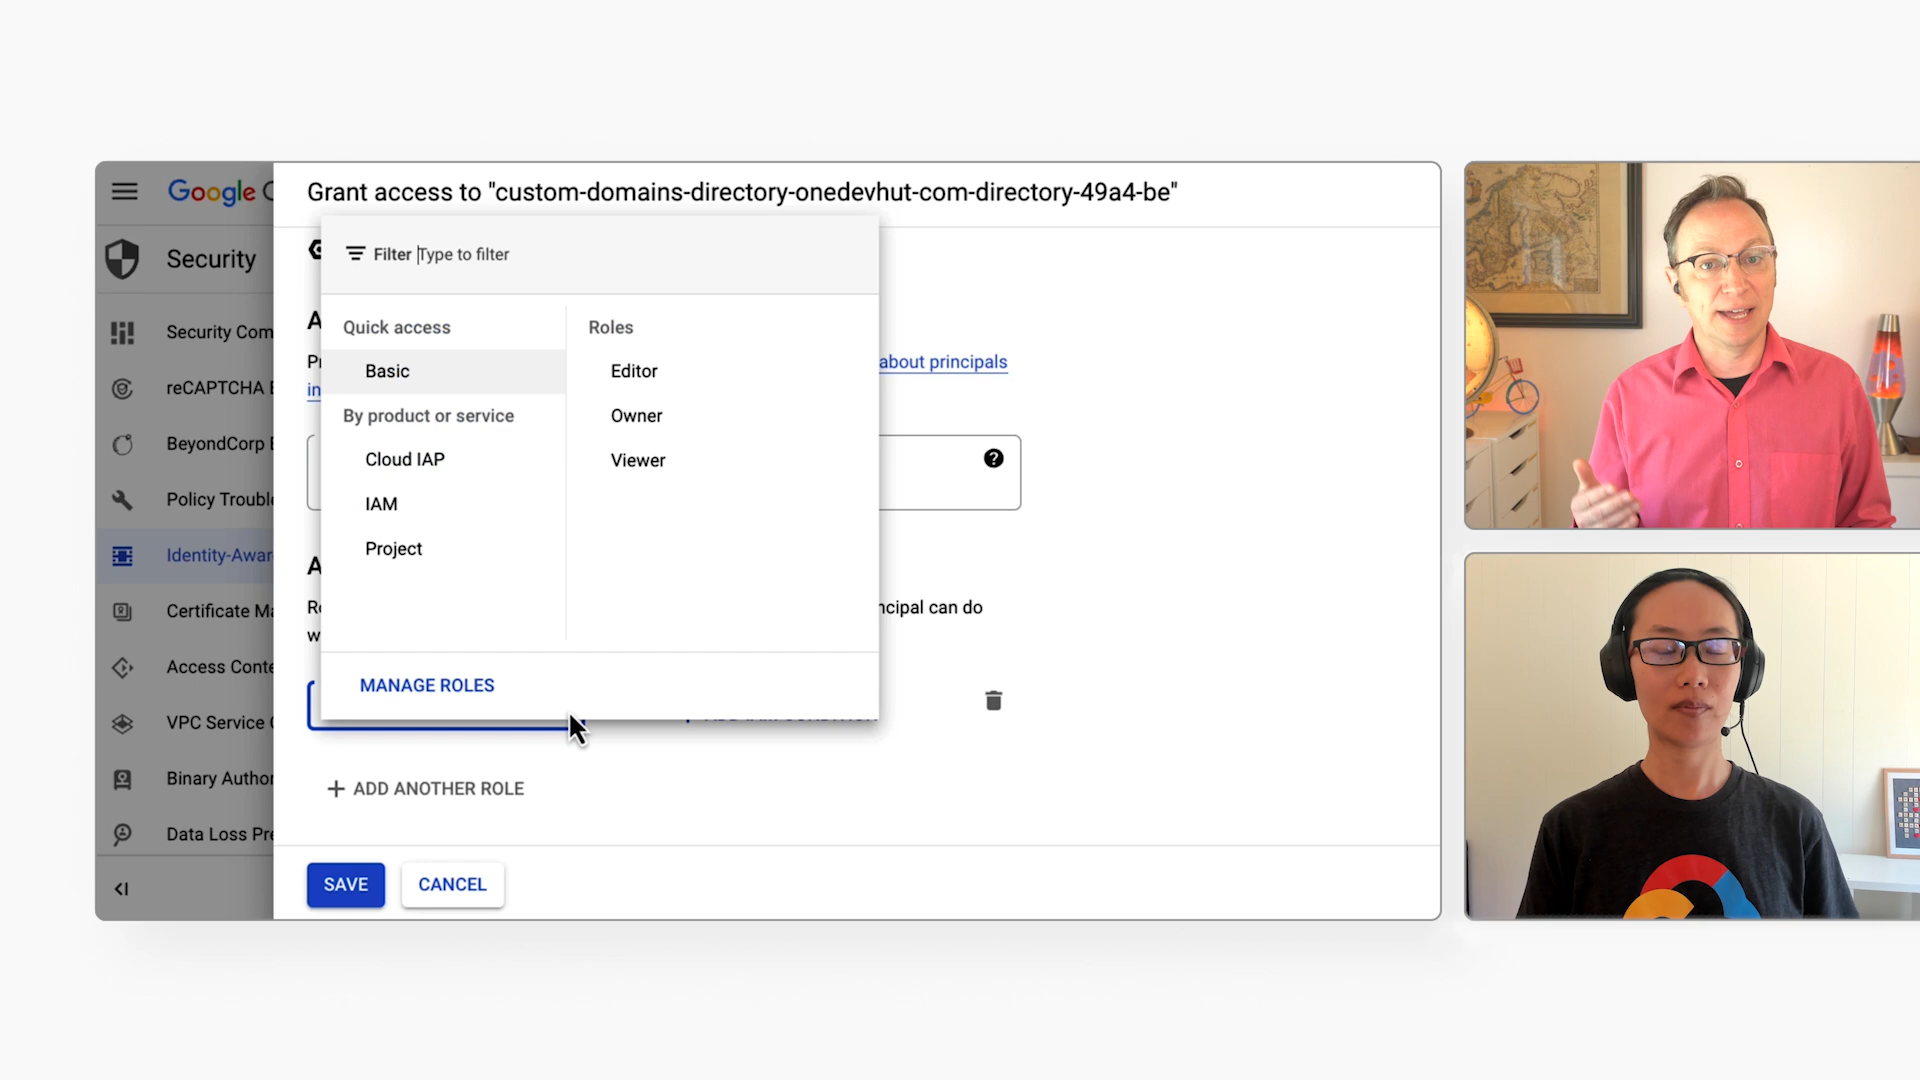 Google
Security
Security Com
reCAPTCHA E
BeyondCorp E
Policy Trouble
Identity-Awar
Certificate Ma
Access Conte
VPC Service
Binary Author
Data Loss Pre
Grant access to "custom-domains-directory-onedevhut-com-directory-49a4-be"
Filter Type to filter
Quick access
Basic
By product or service
Cloud IAP
IAM
Project
Roles
Editor
Owner
Viewer
MANAGE ROLES
about principals
in
ncipal can do
ADD ANOTHER ROLE
SAVE
CANCEL